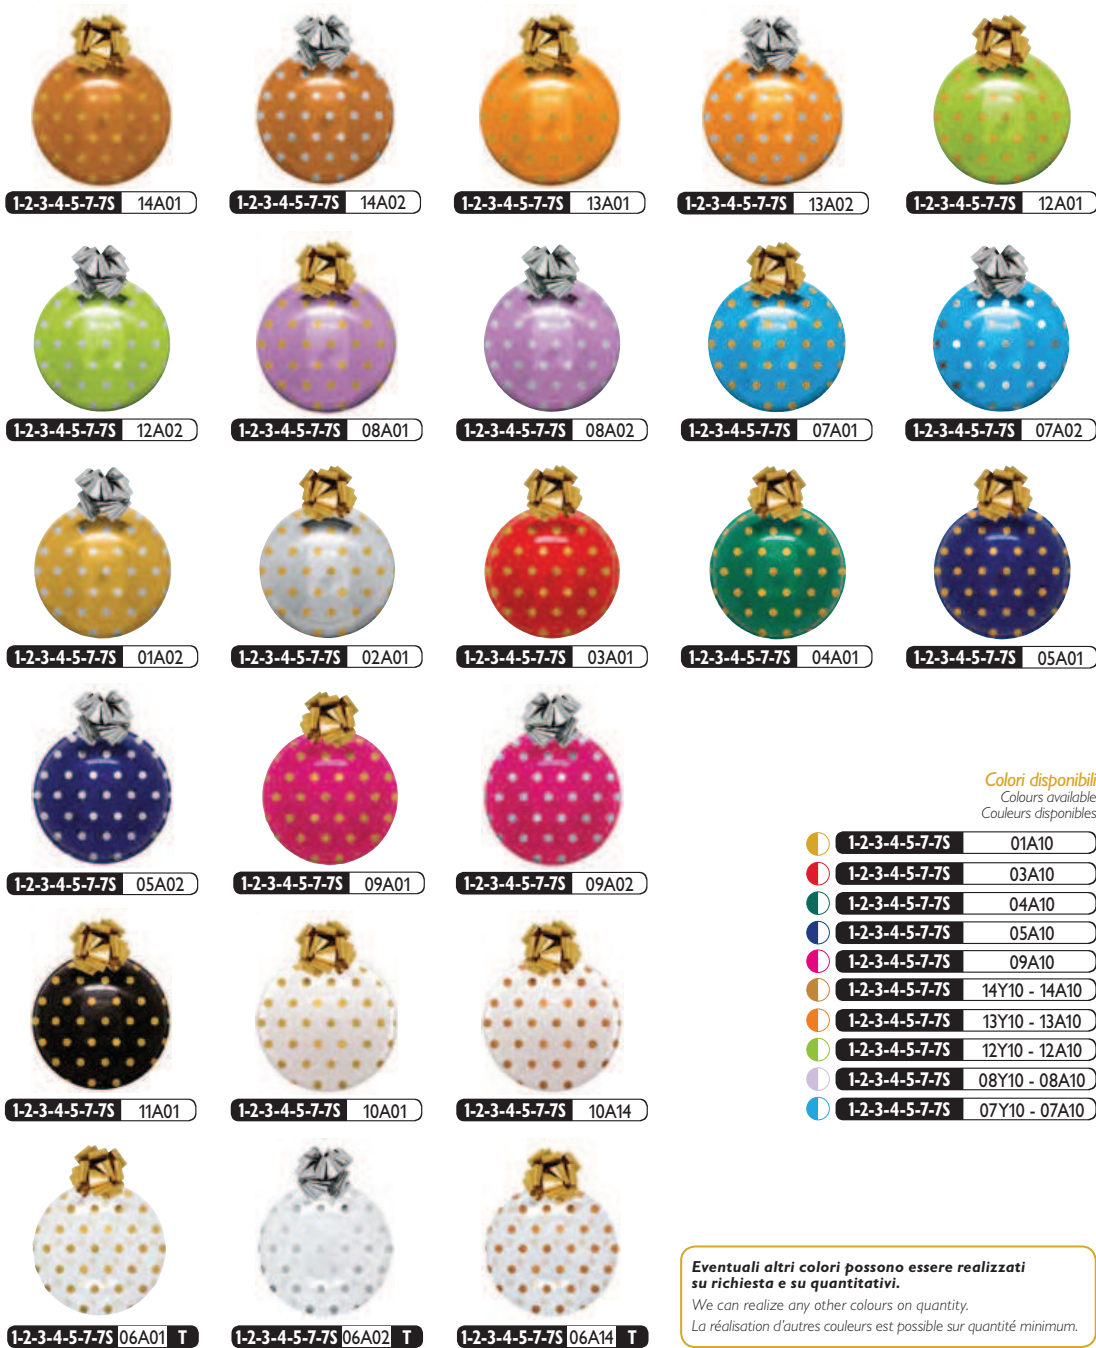 1-2-3-4-5-7-7S 14A01
1-2-3-4-5-7-7S 14A02
1-2-3-4-5-7-7S 13A01
1-2-3-4-5-7-7S 13A02
1-2-3-4-5-7-7S 12A01
1-2-3-4-5-7-7S 12A02
1-2-3-4-5-7-7S 08A01
1-2-3-4-5-7-7S 08A02
1-2-3-4-5-7-7S 07A01
1-2-3-4-5-7-7S 07A02
1-2-3-4-5-7-7S 01A02
1-2-3-4-5-7-7S 02A01
1-2-3-4-5-7-7S 03A01
1-2-3-4-5-7-7S 04A01
1-2-3-4-5-7-7S 05A01
1-2-3-4-5-7-7S 05A02
1-2-3-4-5-7-7S 09A01
1-2-3-4-5-7-7S 09A02
Colori disponibili
Colours available
Couleurs disponibles
1-2-3-4-5-7-7S 01A10
1-2-3-4-5-7-7S 03A10
1-2-3-4-5-7-7S 04A10
1-2-3-4-5-7-7S 05A10
1-2-3-4-5-7-7S 09A10
1-2-3-4-5-7-7S 14Y10 - 14A10
1-2-3-4-5-7-7S 13Y10 - 13A10
1-2-3-4-5-7-7S 12Y10 - 12A10
1-2-3-4-5-7-7S 08Y10 - 08A10
1-2-3-4-5-7-7S 07Y10 - 07A10
1-2-3-4-5-7-7S 11A01
1-2-3-4-5-7-7S 10A01
1-2-3-4-5-7-7S 10A14
1-2-3-4-5-7-7S 06A01 T
1-2-3-4-5-7-7S 06A02 T
1-2-3-4-5-7-7S 06A14 T
Eventuali altri colori possono essere realizzati
su richiesta e su quantitativi.
We can realize any other colours on quantity.
La réalisation d'autres couleurs est possible sur quantité minimum.